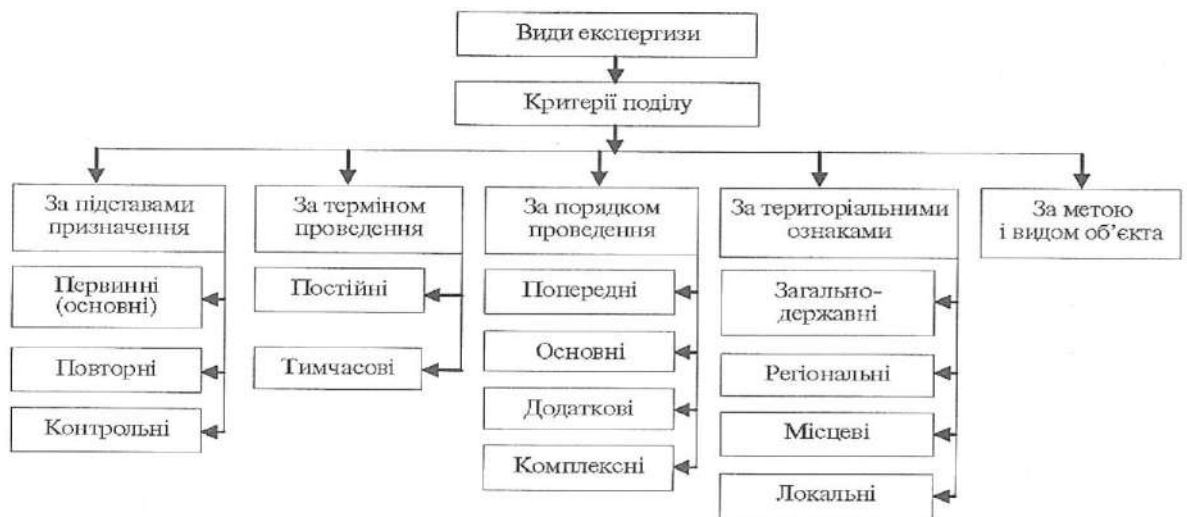 Види експертизи
Критерії поділу
За підставами
призначення
Первинні
(основні)
Повторні
Контрольні
За терміном
проведення
Постійні
Тимчасові
За порядком
проведення
Попередні
Основні
Додаткові
Комплексні
За територіальними
ознаками
Загально-
державні
Регіональні
Місцеві
Локальні
За метою
і видом об’єкта